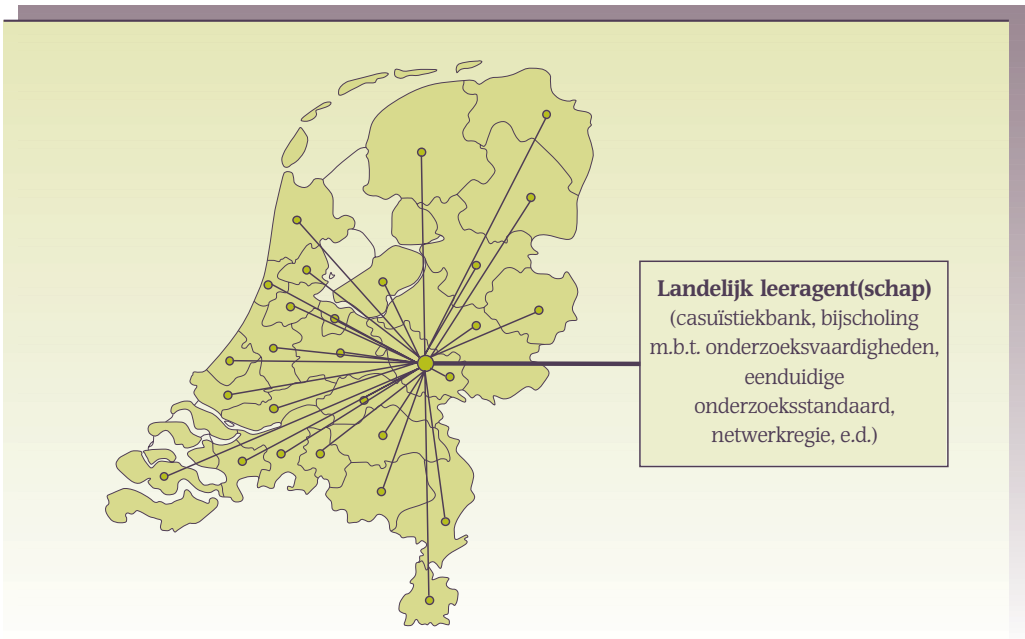 Landelijk leeragent(schap)
(casuïstiekbank, bijscholing
m.b.t. onderzoeksvaardigheden,
eenduidige
onderzoeksstandaard,
netwerkregie, e.d.)